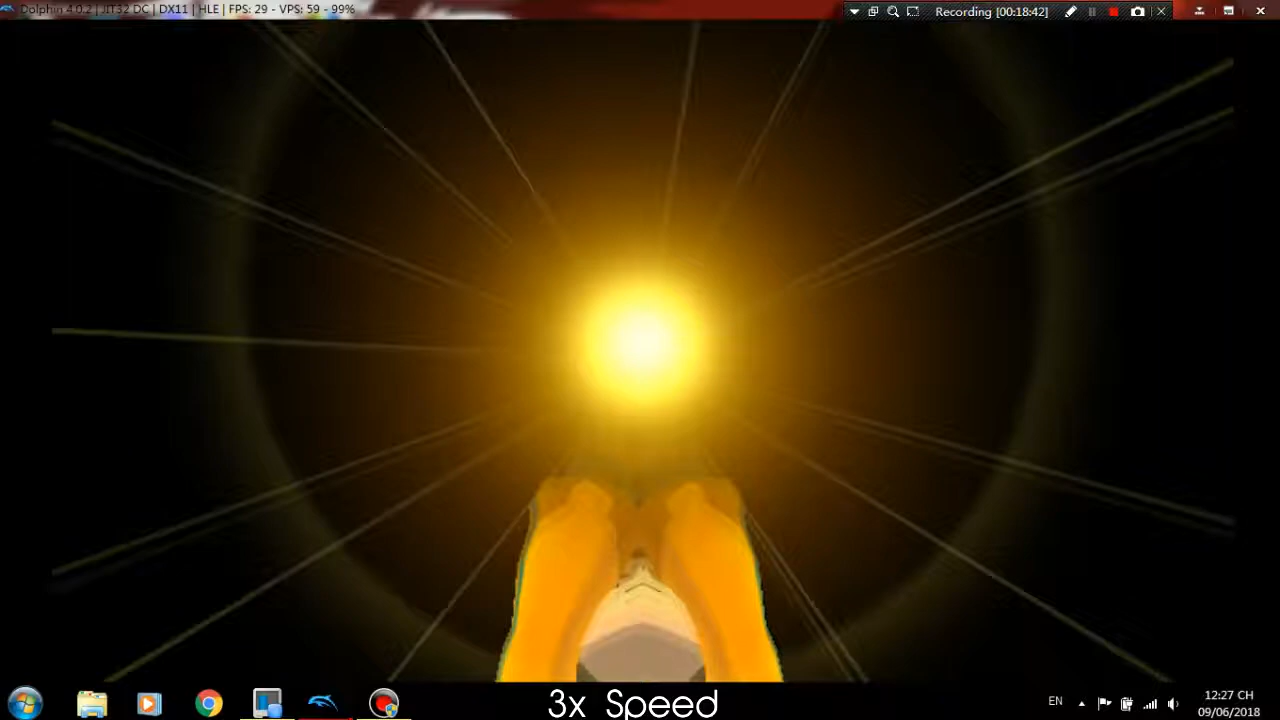 Dolphin 4.0.2 | JIT32 DC | DX11 | HLE | FPS: 29 - VPS: 59 - 99%
Recording [00:18:42]
3x Speed
EN
12:27 CH
09/06/2018